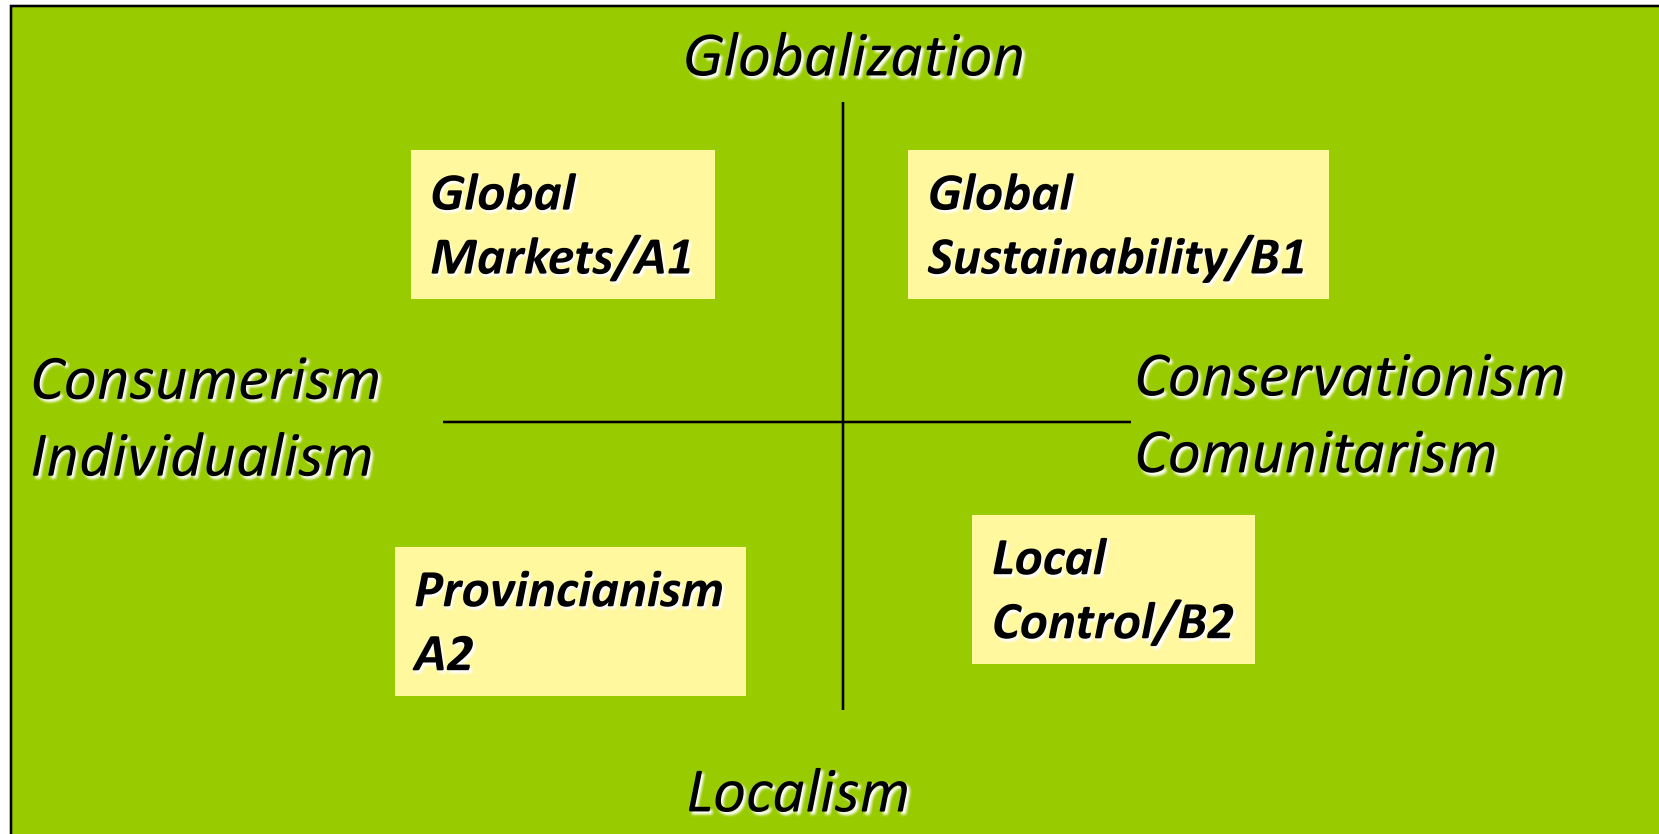 Globalization
Global
Markets/A1
Global
Sustainability/B1
Consumerism
Individualism
Conservationism
Comunitarism
Provincianism
A2
Local
Control/B2
Localism